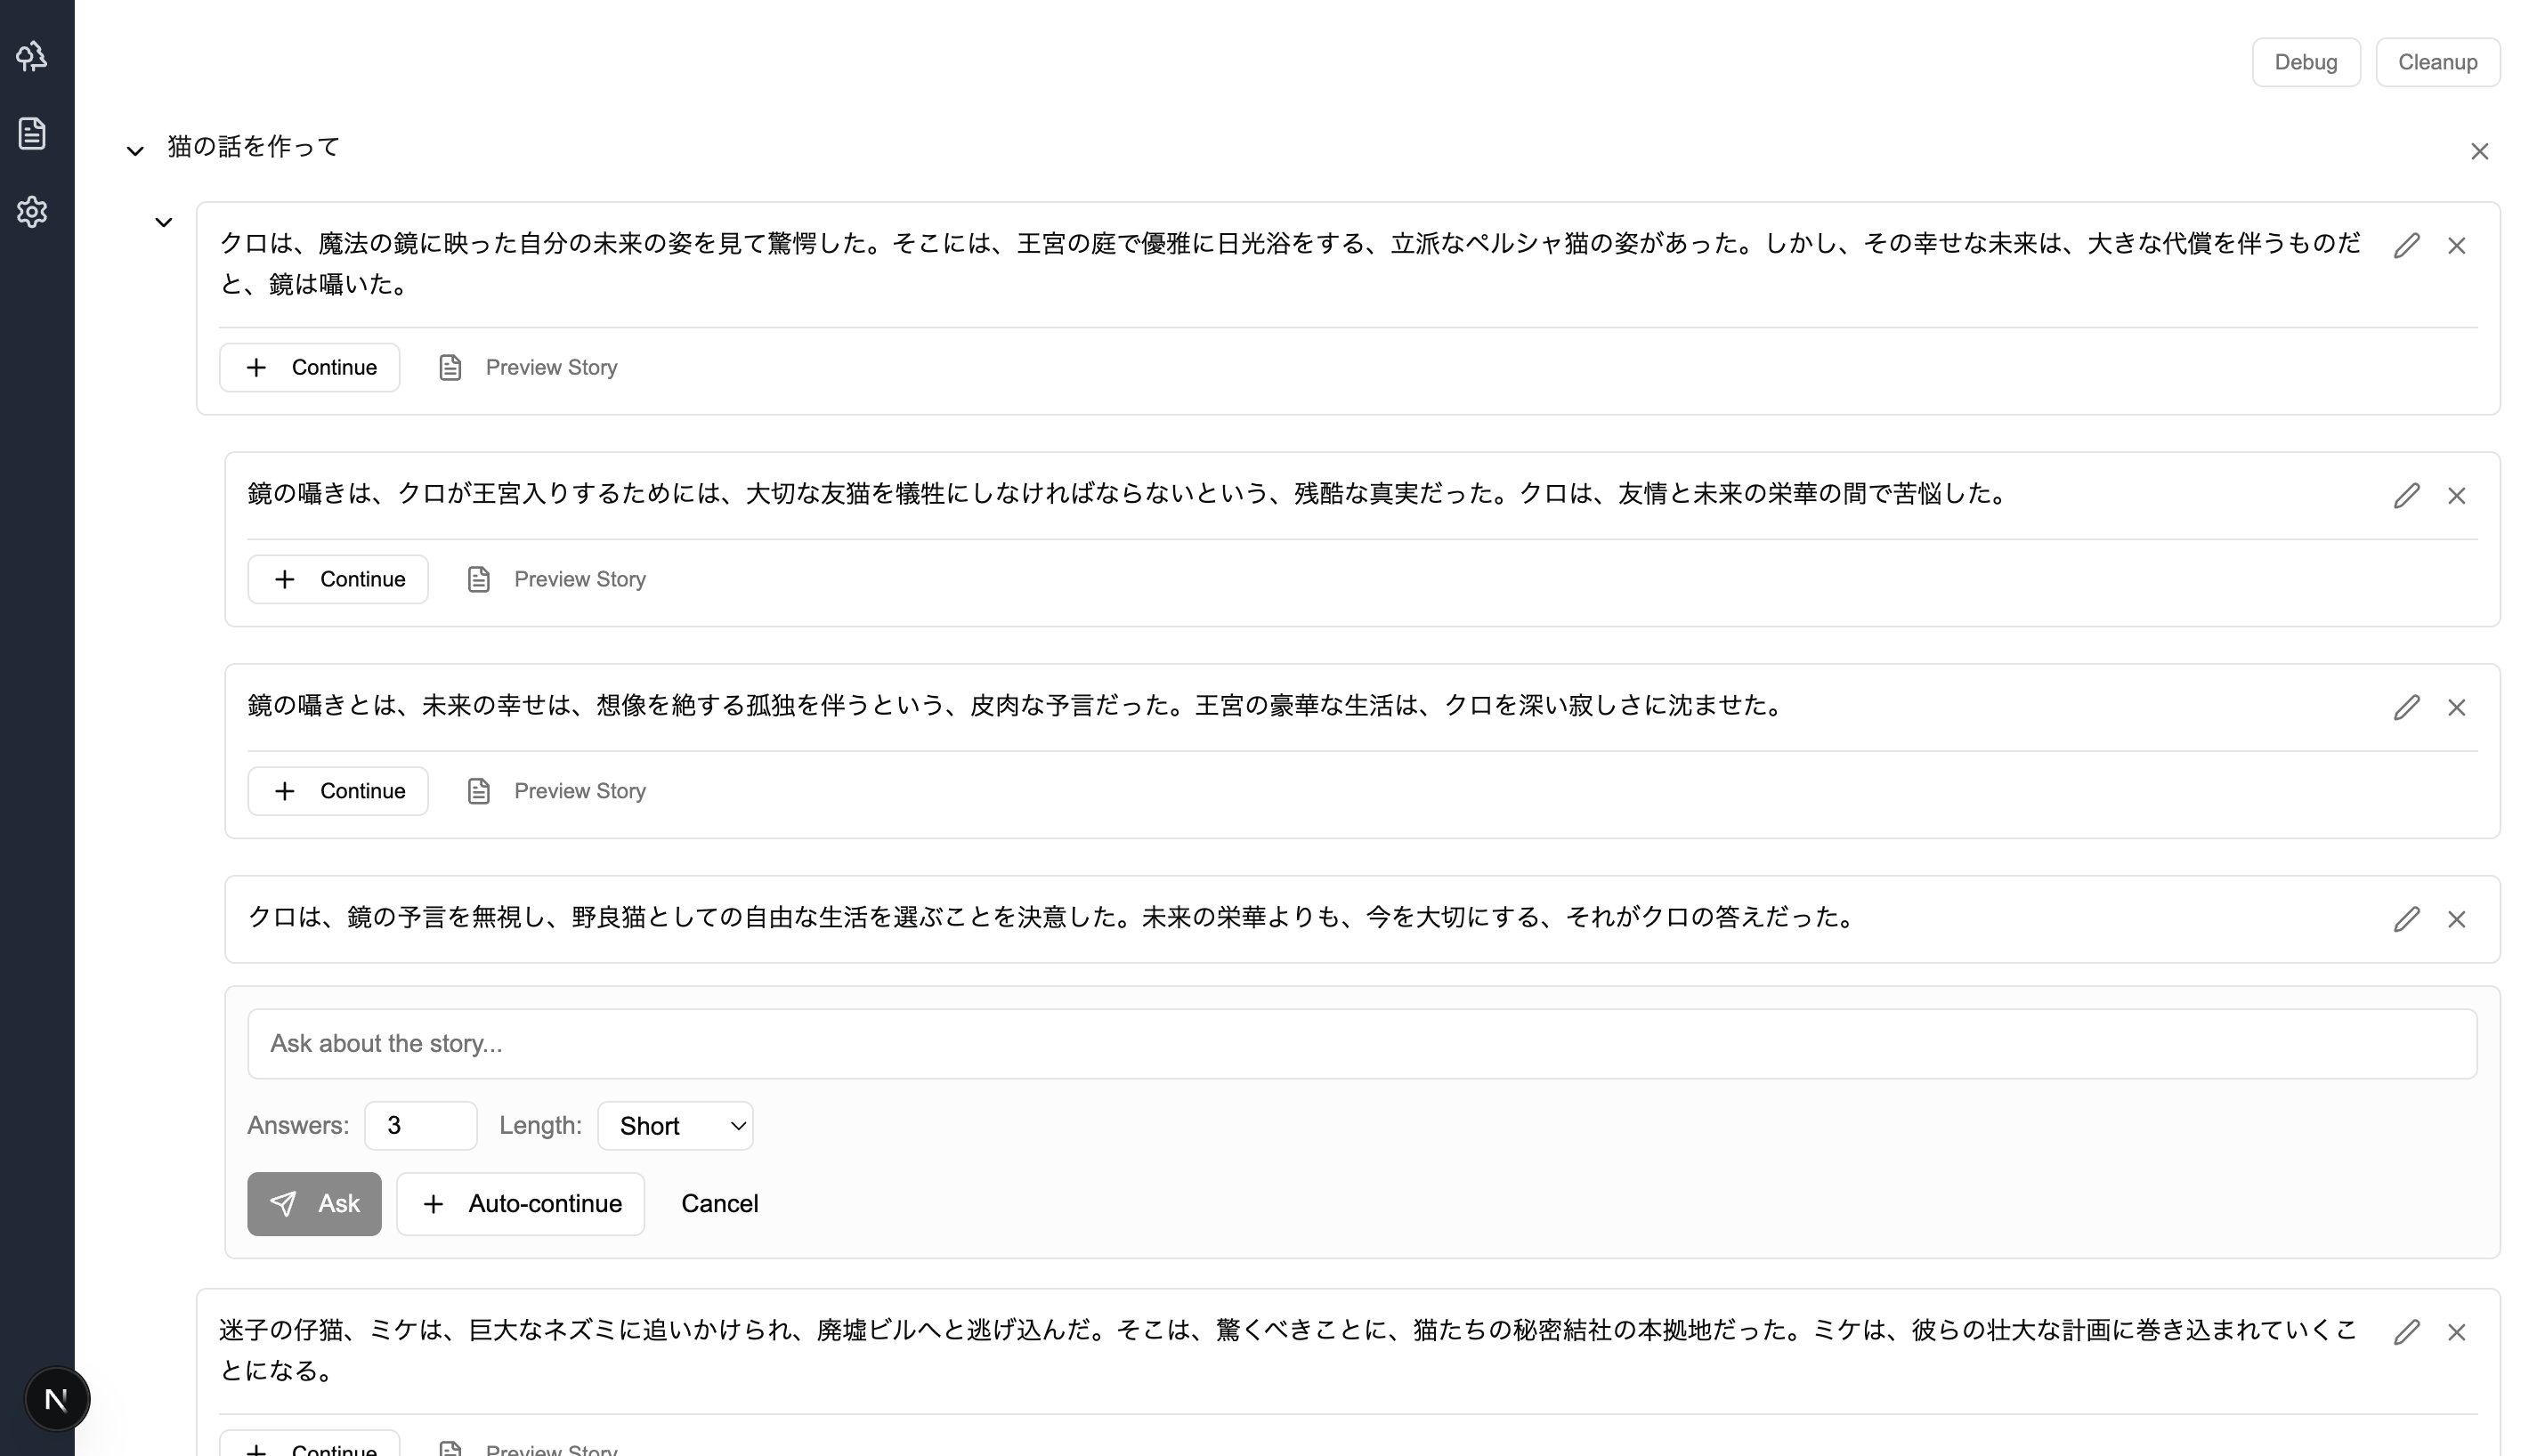 Debug
Cleanup
猫の話を作って
クロは、魔法の鏡に映った自分の未来の姿を見て驚愕した。そこには、王宮の庭で優雅に日光浴をする、立派なペルシャ猫の姿があった。しかし、その幸せな未来は、大きな代償を伴うものだ
と、鏡は囁いた。
Continue
Preview Story
鏡の囁きは、クロが王宮入りするためには、大切な友猫を犠牲にしなければならないという、残酷な真実だった。クロは、友情と未来の栄華の間で苦悩した。
Continue
Preview Story
鏡の囁きとは、未来の幸せは、想像を絶する孤独を伴うという、皮肉な予言だった。王宮の豪華な生活は、クロを深い寂しさに沈ませた。
Continue
Preview Story
クロは、鏡の予言を無視し、野良猫としての自由な生活を選ぶことを決意した。未来の栄華よりも、今を大切にする、それがクロの答えだった。
Ask about the story...
Answers: 3 Length: Short
Ask
Auto-continue
Cancel
迷子の仔猫、ミケは、巨大なネズミに追いかけられ、廃墟ビルへと逃げ込んだ。そこは、驚くべきことに、猫たちの秘密結社の本拠地だった。ミケは、彼らの壮大な計画に巻き込まれていくこ
とになる。
Continue
Preview Story
N